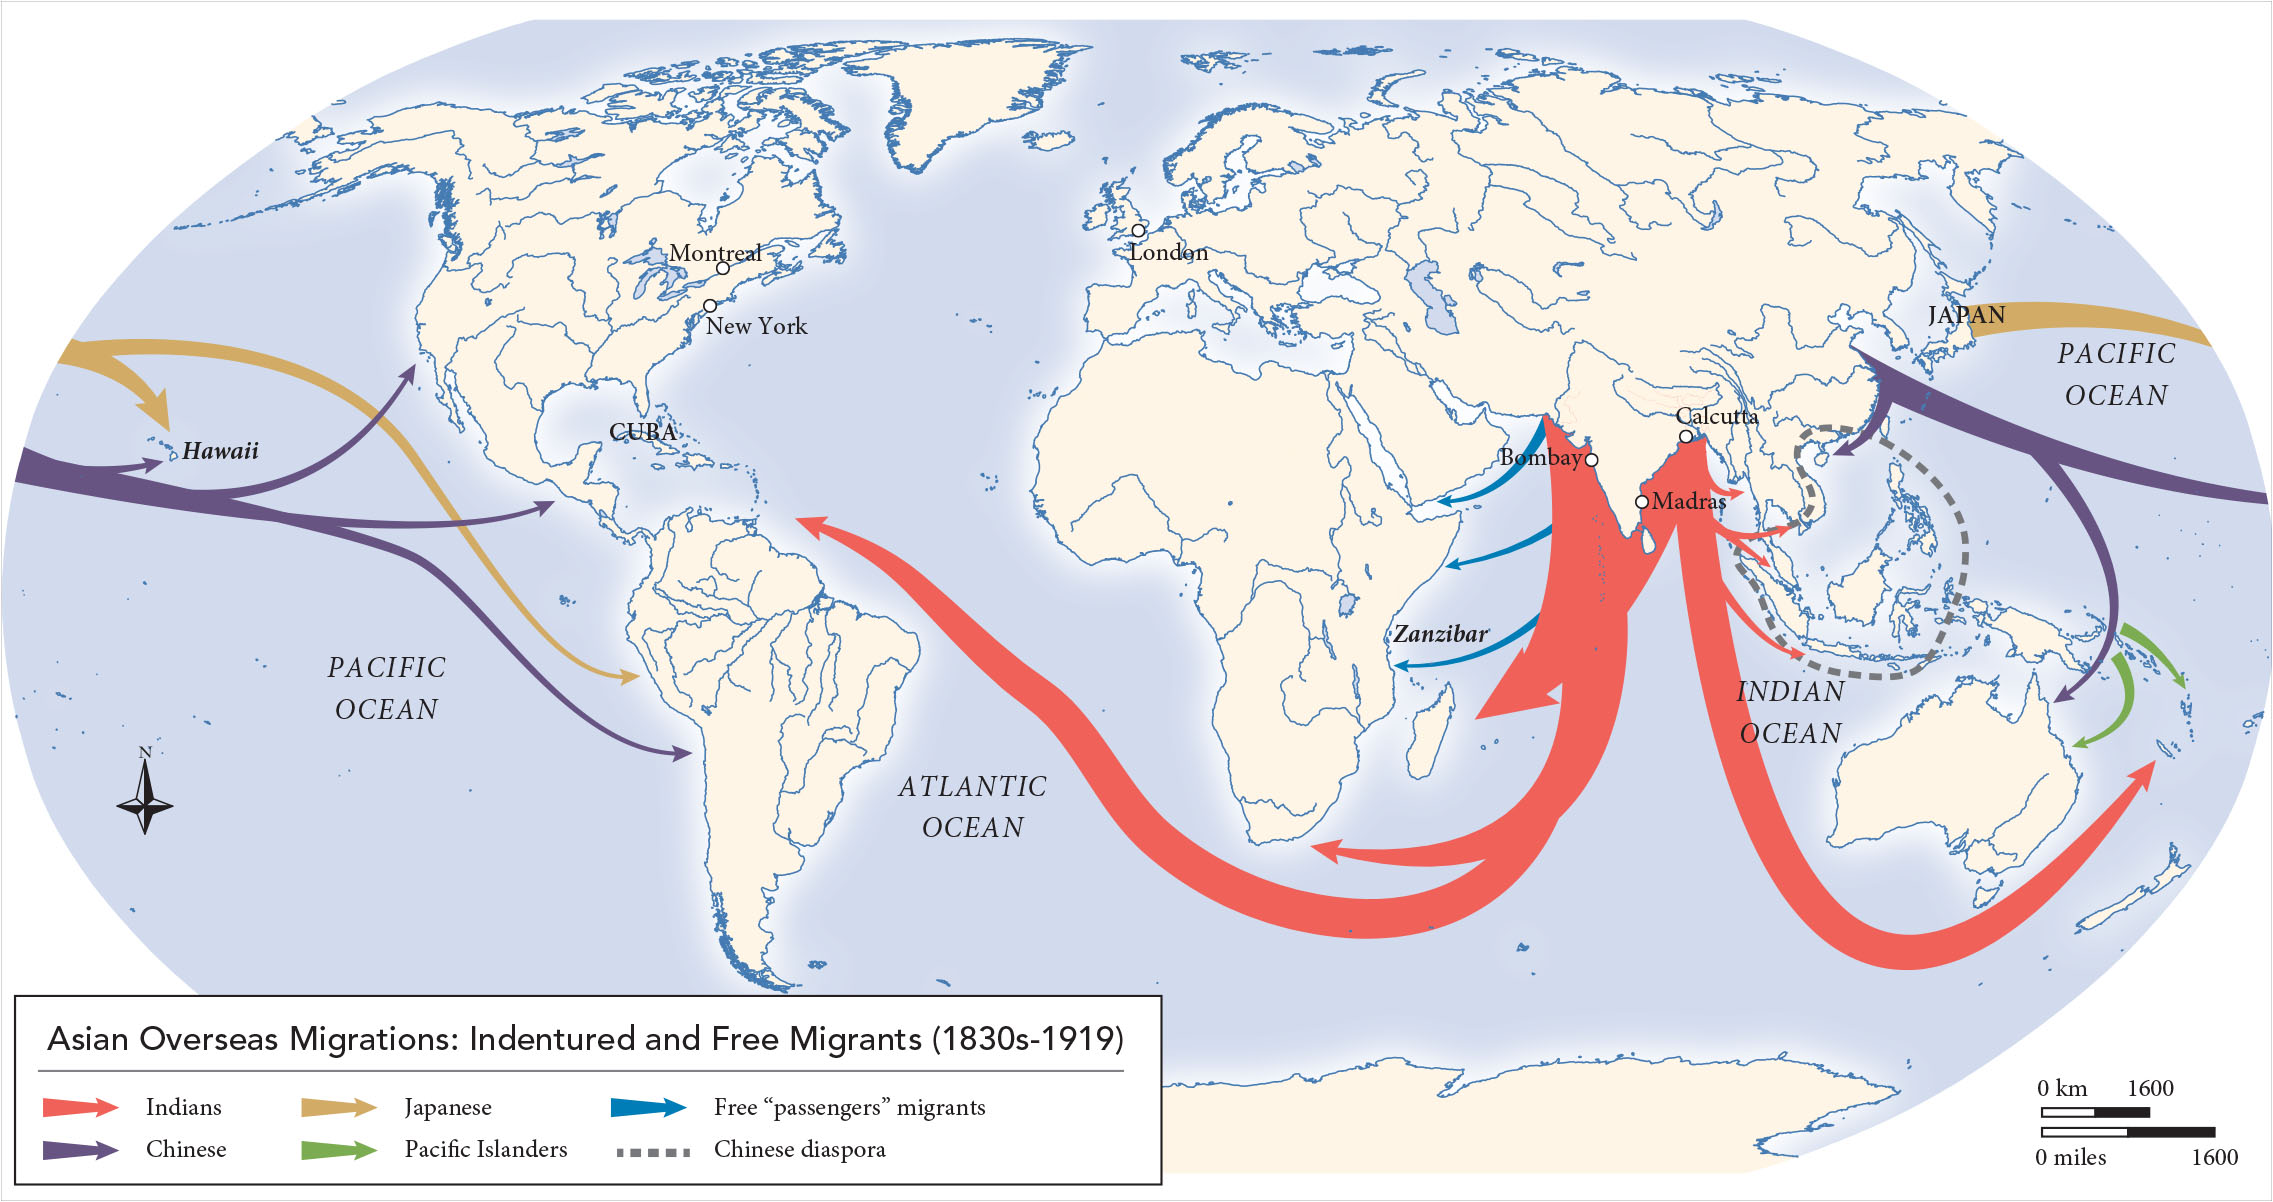 Montreal
London
New York
JAPAN
PACIFIC
OCEAN
CUBA
Calcutta
Hawaii
Bombay
Madras
Zanzibar
PACIFIC
OCEAN
INDIAN
OCEAN
N
ATLANTIC
OCEAN
Asian Overseas Migrations: Indentured and Free Migrants (1830s-1919)
Indians
Japanese
Free “passengers” migrants
Chinese
Pacific Islanders
Chinese diaspora
0 km 1600
0 miles 1600